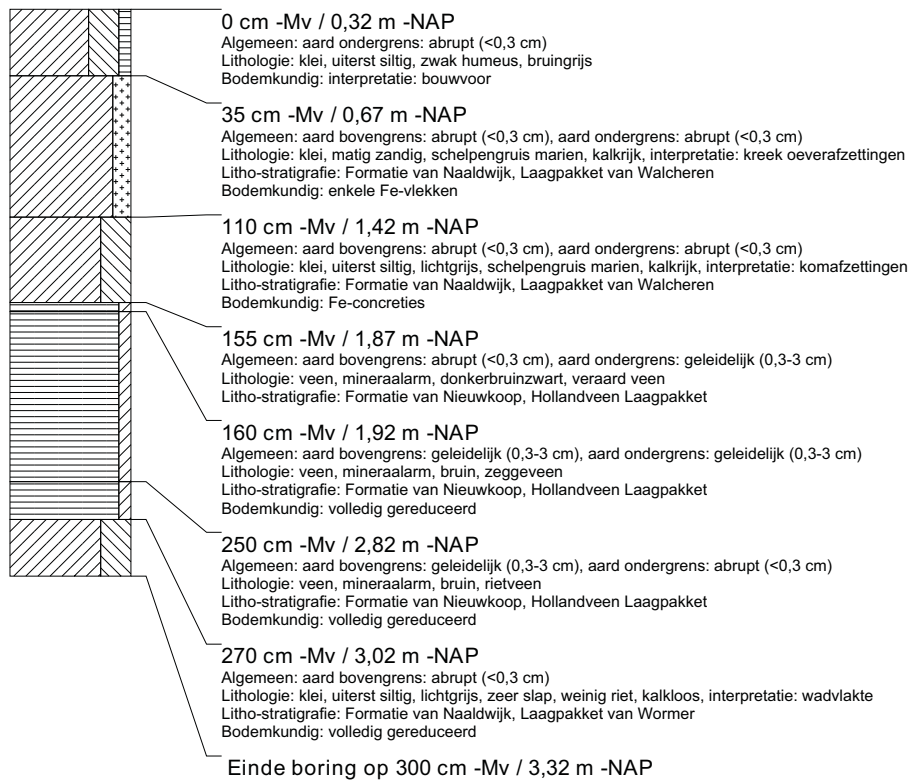 0 cm -Mv / 0,32 m -NAP
Algemeen: aard ondergrens: abrupt (<0,3 cm)
Lithologie: klei, uiterst siltig, zwak humeus, bruingrijs
Bodemkundig: interpretatie: bouwvoor
35 cm -Mv / 0,67 m -NAP
Algemeen: aard bovengrens: abrupt (<0,3 cm), aard ondergrens: abrupt (<0,3 cm)
Lithologie: klei, matig zandig, schelpengruis marien, kalkrijk, interpretatie: kreek oeverafzettingen
Litho-stratigrafie: Formatie van Naaldwijk, Laagpakket van Walcheren
Bodemkundig: enkele Fe-vlekken
110 cm -Mv / 1,42 m -NAP
Algemeen: aard bovengrens: abrupt (<0,3 cm), aard ondergrens: abrupt (<0,3 cm)
Lithologie: klei, uiterst siltig, lichtgrijs, schelpengruis marien, kalkrijk, interpretatie: komafzettingen
Litho-stratigrafie: Formatie van Naaldwijk, Laagpakket van Walcheren
Bodemkundig: Fe-concreties
155 cm -Mv / 1,87 m -NAP
Algemeen: aard bovengrens: abrupt (<0,3 cm), aard ondergrens: geleidelijk (0,3-3 cm)
Lithologie: veen, mineraalarm, donkerbruinzwart, veraard veen
Litho-stratigrafie: Formatie van Nieuwkoop, Hollandveen Laagpakket
160 cm -Mv / 1,92 m -NAP
Algemeen: aard bovengrens: geleidelijk (0,3-3 cm), aard ondergrens: geleidelijk (0,3-3 cm)
Lithologie: veen, mineraalarm, bruin, zeggeveen
Litho-stratigrafie: Formatie van Nieuwkoop, Hollandveen Laagpakket
Bodemkundig: volledig gereduceerd
250 cm -Mv / 2,82 m -NAP
Algemeen: aard bovengrens: geleidelijk (0,3-3 cm), aard ondergrens: abrupt (<0,3 cm)
Lithologie: veen, mineraalarm, bruin, rietveen
Litho-stratigrafie: Formatie van Nieuwkoop, Hollandveen Laagpakket
Bodemkundig: volledig gereduceerd
270 cm -Mv / 3,02 m -NAP
Algemeen: aard bovengrens: abrupt (<0,3 cm)
Lithologie: klei, uiterst siltig, lichtgrijs, zeer slap, weinig riet, kalkloos, interpretatie: wadvlakte
Litho-stratigrafie: Formatie van Naaldwijk, Laagpakket van Wormer
Bodemkundig: volledig gereduceerd
Einde boring op 300 cm -Mv / 3,32 m -NAP